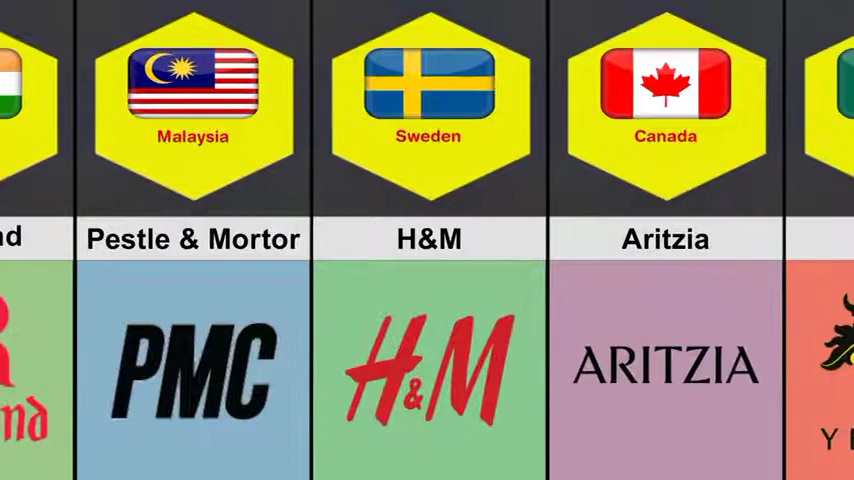 Malaysia
Sweden
Canada
nd
Pestle & Mortor
H&M
Aritzia
PMC
H&M
ARITZIA
nd
Y